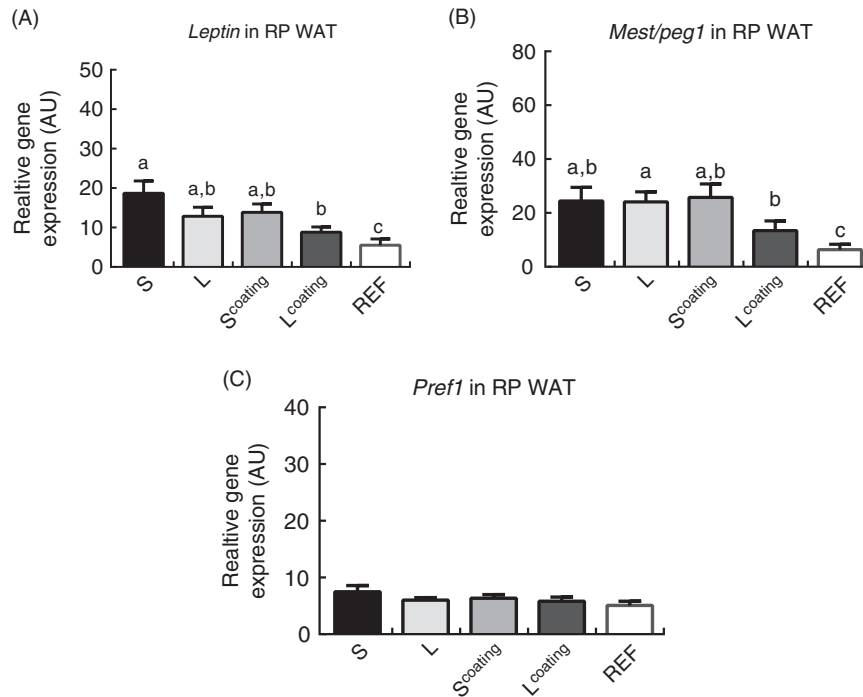 (A)
Leptin in RP WAT
Realtive gene
expression (AU)
50
40
30
20
10
0
a
a,b
a,b
b
c
S
L
Scoating
Lcoating
REF
(B)
Mest/peg1 in RP WAT
Realtive gene
expression (AU)
80
60
40
20
0
a,b
a
a,b
b
c
S
L
Scoating
Lcoating
REF
(C)
Pref1 in RP WAT
Realtive gene
expression (AU)
40
30
20
10
0
S
L
Scoating
Lcoating
REF